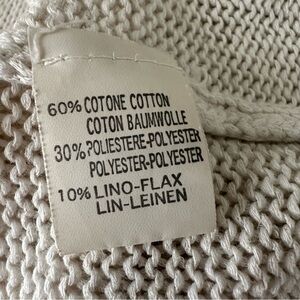 60% COTONE COTTON
COTON BAUMWOLLE
30% POLIESTERE-POLYESTER
POLYESTER-POLYESTER
10% LINO-FLAX
LIN-LEINEN